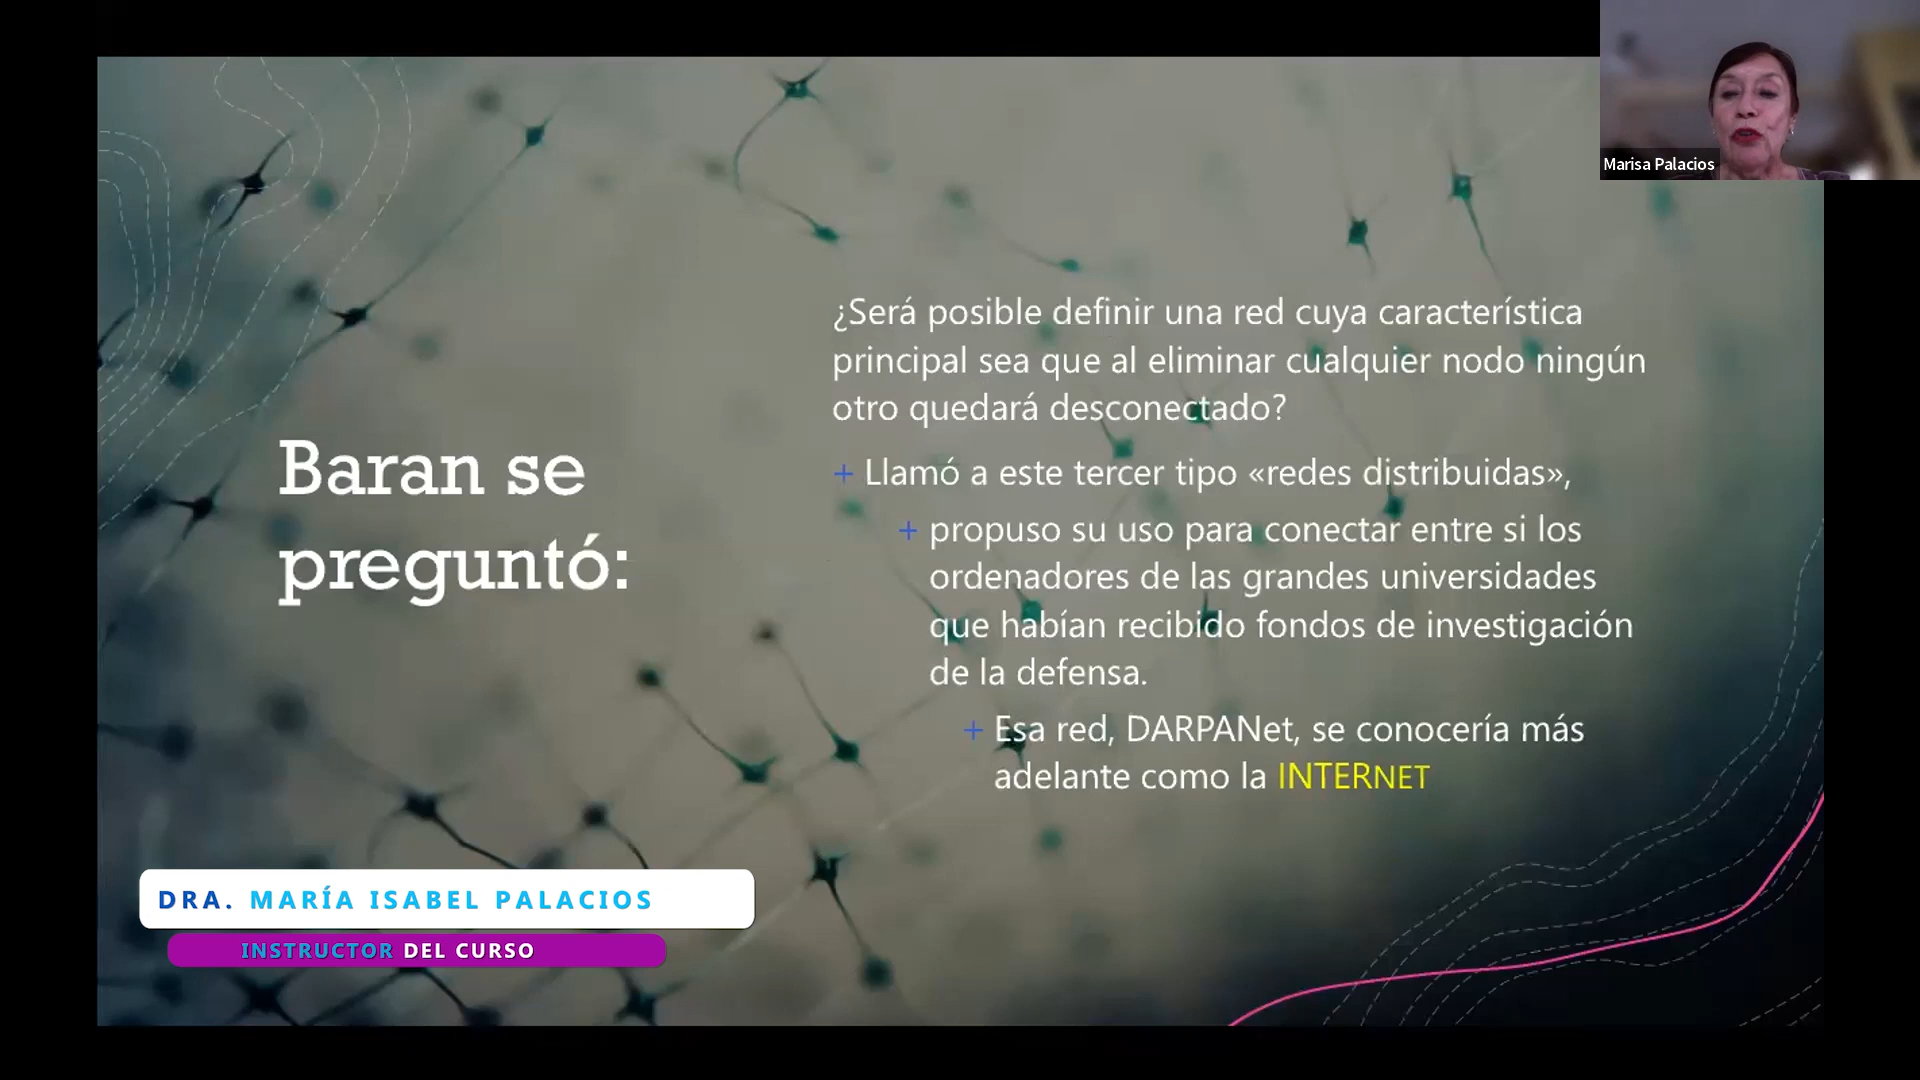 Marisa Palacios
Baran se
preguntó:
¿Será posible definir una red cuya característica
principal sea que al eliminar cualquier nodo ningún
otro quedará desconectado?
+ Llamó a este tercer tipo «redes distribuidas»,
+ propuso su uso para conectar entre si los
ordenadores de las grandes universidades
que habían recibido fondos de investigación
de la defensa.
+ Esa red, DARPANet, se conocería más
adelante como la INTERNET
DRA. MARÍA ISABEL PALACIOS
INSTRUCTOR DEL CURSO